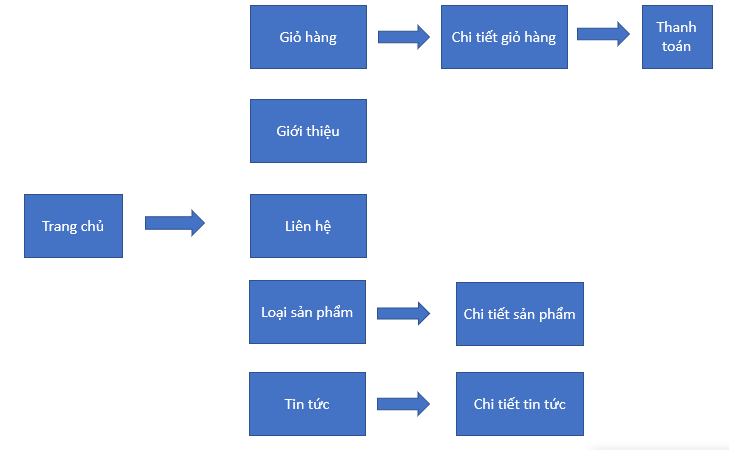 Giỏ hàng
Chi tiết giỏ hàng
Thanh
toán
Giới thiệu
Trang chủ
Liên hệ
Loại sản phẩm
Chi tiết sản phẩm
Tin tức
Chi tiết tin tức